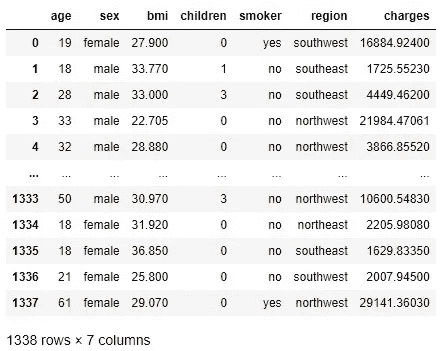 age sex bmi children smoker region charges
0 19 female 27.900 0 yes southwest 16884.92400
1 18 male 33.770 1 no southeast 1725.55230
2 28 male 33.000 3 no southeast 4449.46200
3 33 male 22.705 0 no northwest 21984.47061
4 32 male 28.880 0 no northwest 3866.85520
... ... ... ... ... ... ... ...
1333 50 male 30.970 3 no northwest 10600.54830
1334 18 female 31.920 0 no northeast 2205.98080
1335 18 female 36.850 0 no southeast 1629.83350
1336 21 female 25.800 0 no southwest 2007.94500
1337 61 female 29.070 0 yes northwest 29141.36030
1338 rows × 7 columns